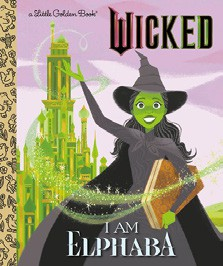 a Little Golden Book®
WICKED
I AM
ELPHABA